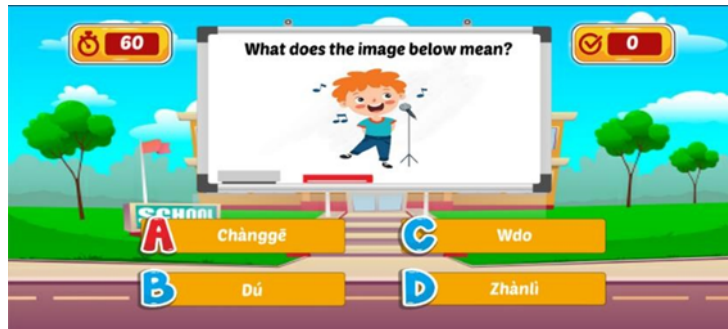 60
0
What does the image below mean?
SCHOOL
A Chànggē
C Wdo
B Dú
D Zhànlì